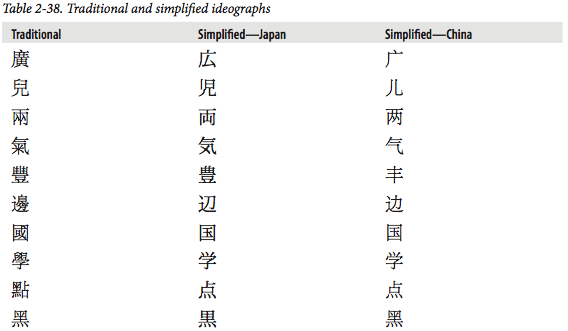 Table 2-38. Traditional and simplified ideographs
Traditional Simplified—Japan Simplified—China
廣 広 广
兒 児 儿
兩 両 两
氣 気 气
豐 豊 丰
邊 辺 边
國 国 国
學 学 学
點 点 点
黑 黒 黑